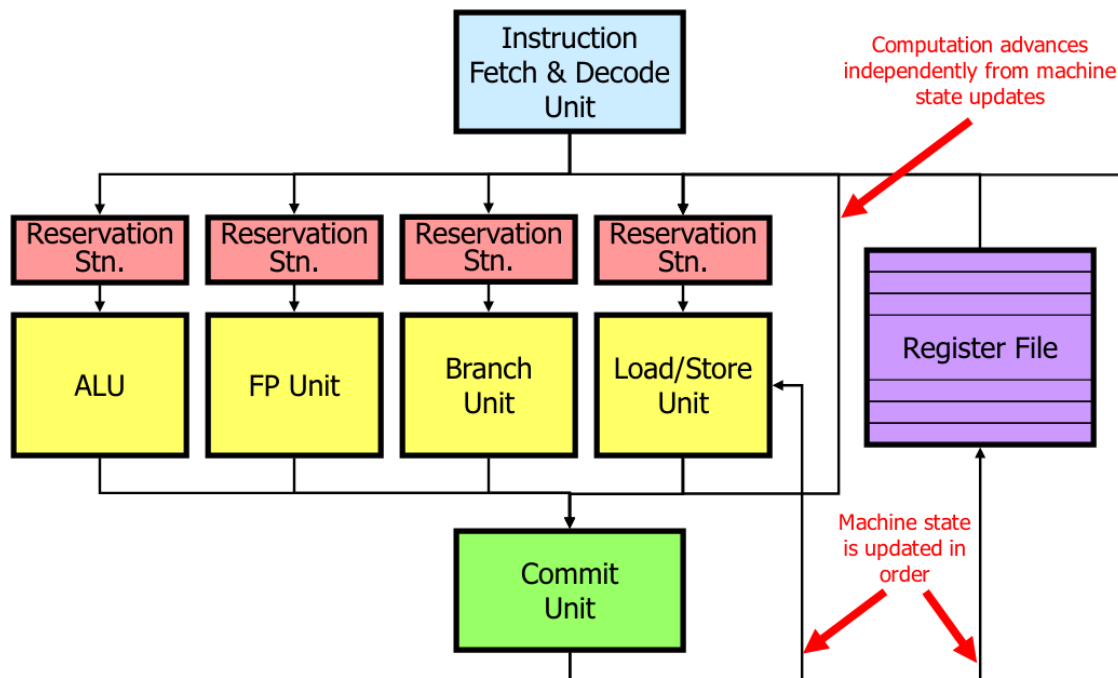 Instruction
Fetch & Decode
Unit
Computation advances
independently from machine
state updates
Reservation
Stn.
Reservation
Stn.
Reservation
Stn.
Reservation
Stn.
ALU
FP Unit
Branch
Unit
Load/Store
Unit
Register File
Commit
Unit
Machine state
is updated in
order